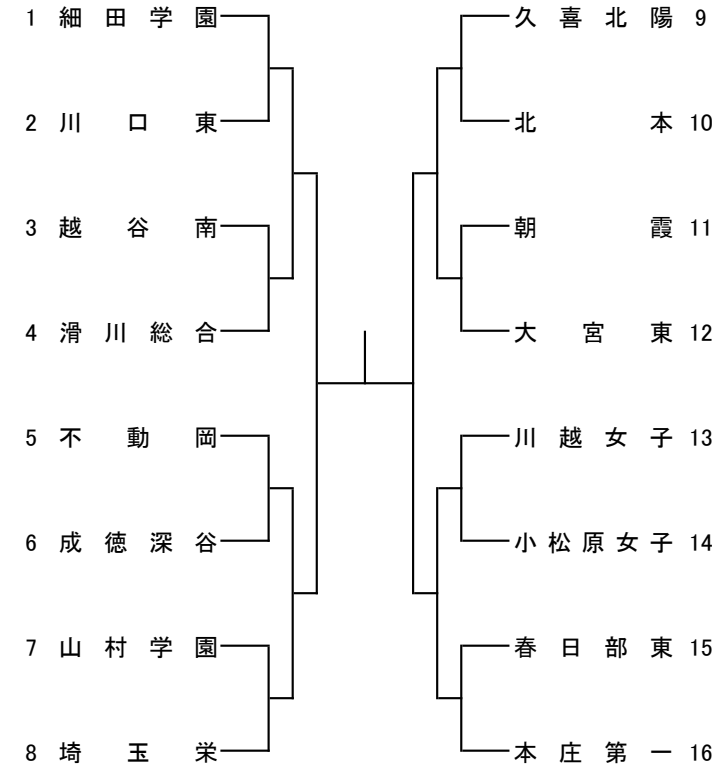 1 細田学園
2 川口東
3 越谷南
4 滑川総合
5 不動岡
6 成徳深谷
7 山村学園
8 埼玉栄
久喜北陽 9
北本 10
朝霞 11
大宮東 12
川越女子 13
小松原女子 14
春日部東 15
本庄第一 16